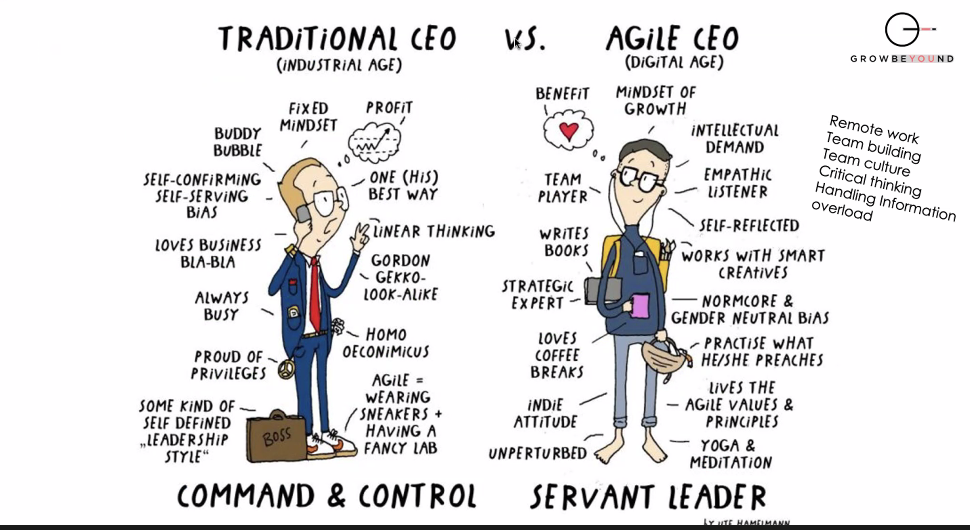 TRADITIONAL CEO
(INDUSTRIAL AGE)
VS.
AGILE CEO
(DIGITAL AGE)
GROWBEYOUND
FIXED
MINDSET
PROFIT
BUDDY
BUBBLE
SELF-CONFIRMING
SELF-SERVING
BIAS
ONE (HIS)
BEST WAY
LINEAR THINKING
LOVES BUSINESS
BLA-BLA
GORDON
GEKKO-
LOOK-ALIKE
ALWAYS
BUSY
HOMO
OECONIMICUS
PROUD OF
PRIVILEGES
AGILE =
WEARING
SNEAKERS +
HAVING A
FANCY LAB
SOME KIND OF
SELF DEFINED
„LEADERSHIP
STYLE“
BOSS
COMMAND & CONTROL
BENEFIT
MINDSET OF
GROWTH
INTELLECTUAL
DEMAND
TEAM
PLAYER
EMPATHIC
LISTENER
SELF-REFLECTED
WRITES
BOOKS
WORKS WITH SMART
CREATIVES
STRATEGIC
EXPERT
NORMCORE &
GENDER NEUTRAL BIAS
LOVES
COFFEE
BREAKS
PRACTISE WHAT
HE/SHE PREACHES
INDIE
ATTITUDE
LIVES THE
AGILE VALUES &
PRINCIPLES
UNPERTURBED
YOGA &
MEDITATION
SERVANT LEADER
BY UTE HAMELMANN
Remote work
Team building
Team culture
Critical thinking
Handling Information
overload